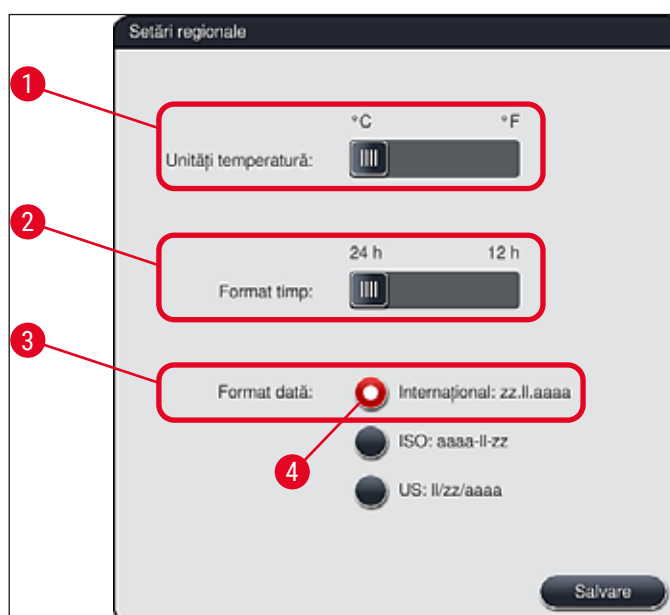 Setări regionale
1
°C °F
Unități temperatură:
2
24 h 12 h
Format timp:
3
Format dată: Internațional: zz.ll.aaaa
4
ISO: aaaa-ll-zz
US: ll/zz/aaaa
Salvare